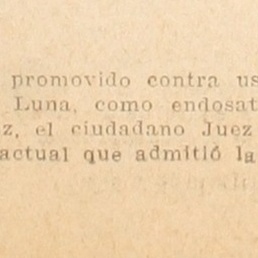 promovido contra us
Luna, como endosat
z, el ciudadano Juez
actual que admitió la